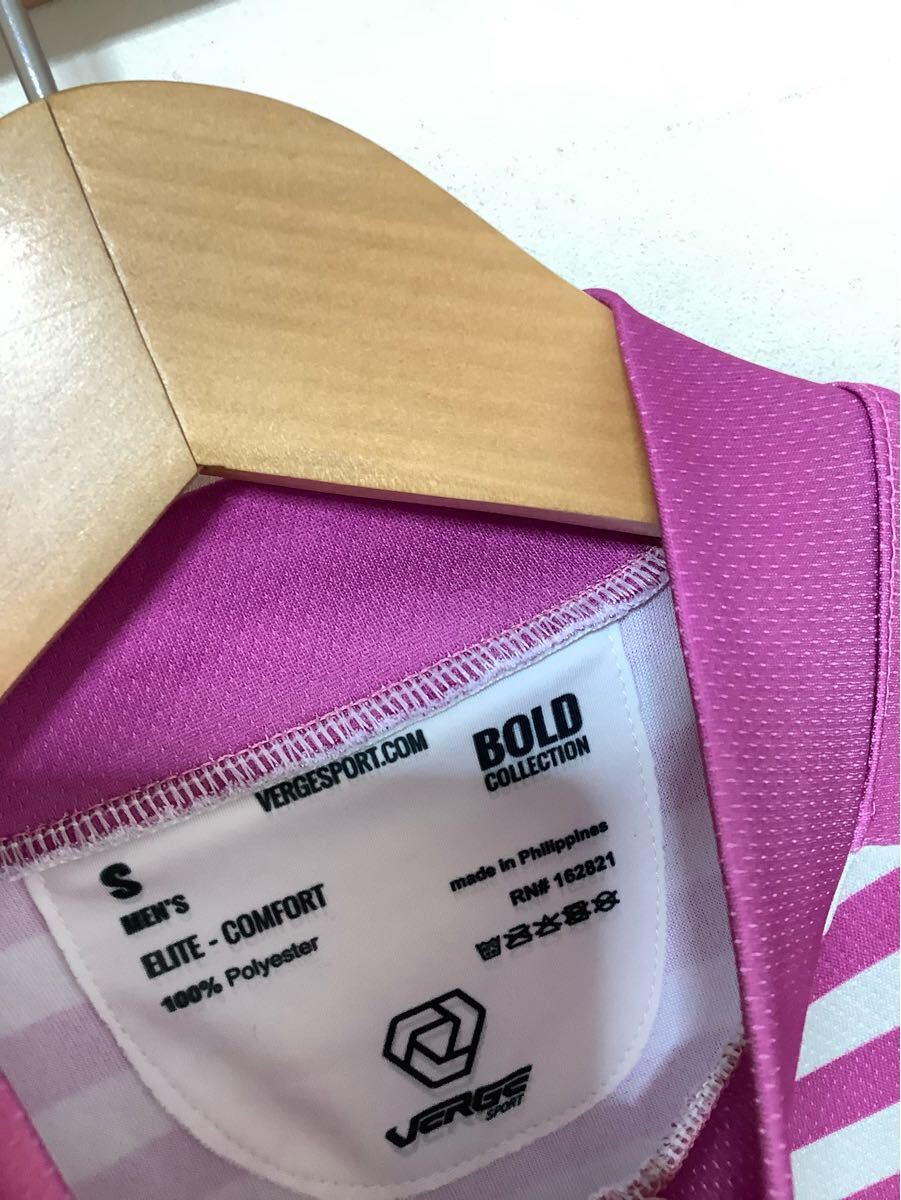 VERGESPORT.COM
BOLD
COLLECTION
S
MEN'S
ELITE - COMFORT
100% Polyester
made in Philippines
RN# 162821
VERGE
SPORT